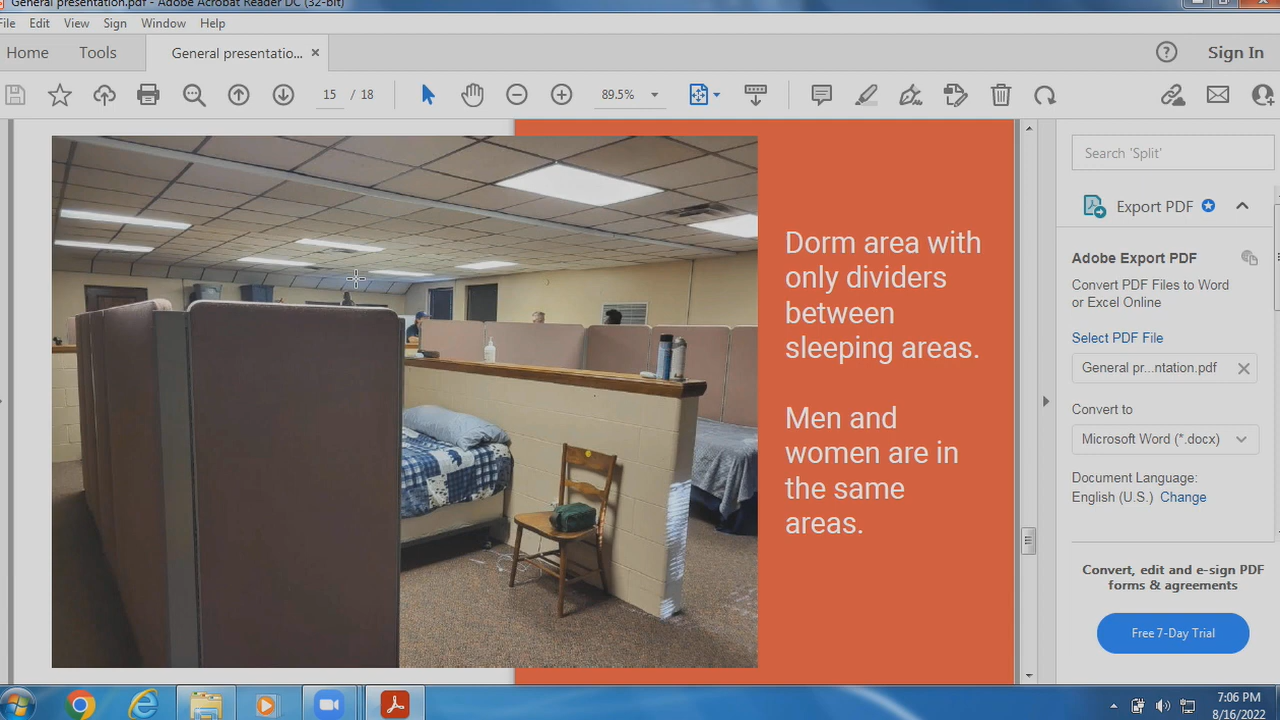 General presentation.pdf - Adobe Acrobat Reader DC (32-bit)
File Edit View Sign Window Help
Home Tools General presentatio... × ? Sign In
15 / 18 89.5%
Dorm area with
only dividers
between
sleeping areas.
Men and
women are in
the same
areas.
Search 'Split'
Export PDF
Adobe Export PDF
Convert PDF Files to Word
or Excel Online
Select PDF File
General pr...ntation.pdf
Convert to
Microsoft Word (*.docx)
Document Language:
English (U.S.) Change
Convert, edit and e-sign PDF
forms & agreements
Free 7-Day Trial
7:06 PM
8/16/2022